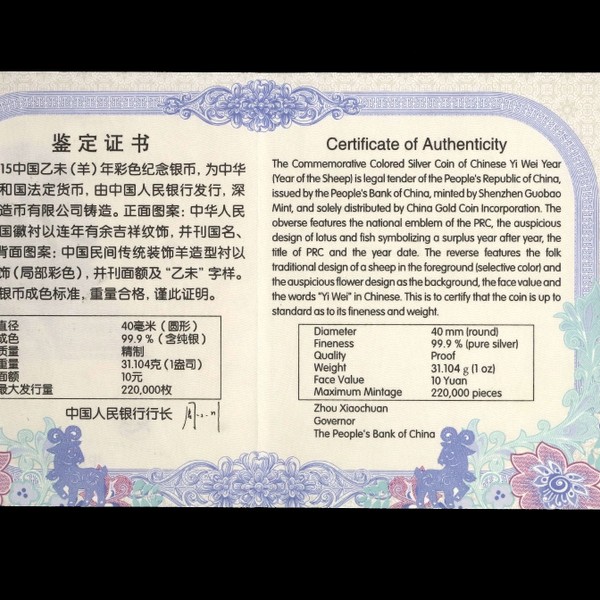 鉴定证书
15中国乙未（羊）年彩色纪念银币，为中华
和国法定货币，由中国人民银行发行，深
造币有限公司铸造。正面图案：中华人民
国徽衬以连年有余吉祥纹饰，并刊国名、
背面图案：中国民间传统装饰羊造型衬以
饰（局部彩色），并刊面额及“乙未”字样。
银币成色标准，重量合格，谨此证明。
直径 40毫米（圆形）
成色 99.9%（含纯银）
质量 精制
重量 31.104克（1盎司）
面额 10元
最大发行量 220,000枚
中国人民银行行长
Certificate of Authenticity
The Commemorative Colored Silver Coin of Chinese Yi Wei Year
(Year of the Sheep) is legal tender of the People's Republic of China,
issued by the People's Bank of China, minted by Shenzhen Guobao
Mint, and solely distributed by China Gold Coin Incorporation. The
obverse features the national emblem of the PRC, the auspicious
design of lotus and fish symbolizing a surplus year after year, the
title of PRC and the year date. The reverse features the folk
traditional design of a sheep in the foreground (selective color) and
the auspicious flower design as the background, the face value and
the words "Yi Wei" in Chinese. This is to certify that the coin is up to
standard as to its fineness and weight.
Diameter 40 mm (round)
Fineness 99.9 % (pure silver)
Quality Proof
Weight 31.104 g (1 oz)
Face Value 10 Yuan
Maximum Mintage 220,000 pieces
Zhou Xiaochuan
Governor
The People's Bank of China